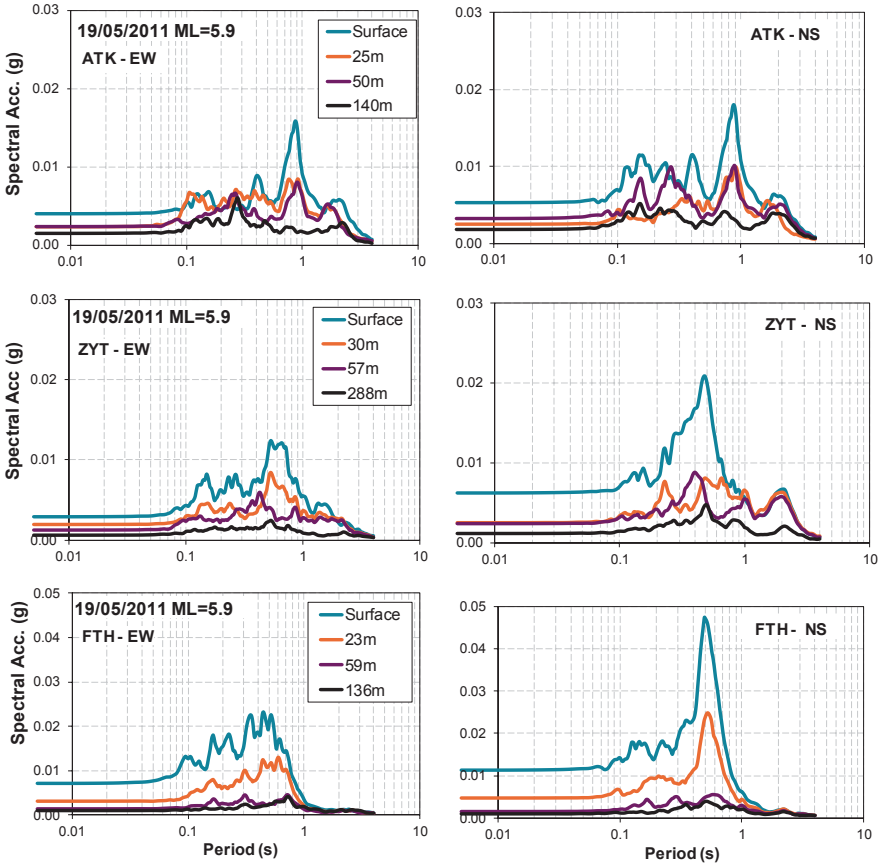 19/05/2011 ML=5.9
ATK - EW
Surface
25m
50m
140m
Spectral Acc. (g)
0.03
0.02
0.01
0.00
0.01
0.1
1
10
ATK - NS
0.03
0.02
0.01
0.00
0.01
0.1
1
10
19/05/2011 ML=5.9
ZYT - EW
Surface
30m
57m
288m
Spectral Acc (g)
0.03
0.02
0.01
0.00
0.01
0.1
1
10
ZYT - NS
0.03
0.02
0.01
0.00
0.01
0.1
1
10
19/05/2011 ML=5.9
FTH - EW
Surface
23m
59m
136m
Spectral Acc. (g)
0.05
0.04
0.03
0.02
0.01
0.00
0.01
0.1
1
10
Period (s)
FTH - NS
0.05
0.04
0.03
0.02
0.01
0.00
0.01
0.1
1
10
Period (s)